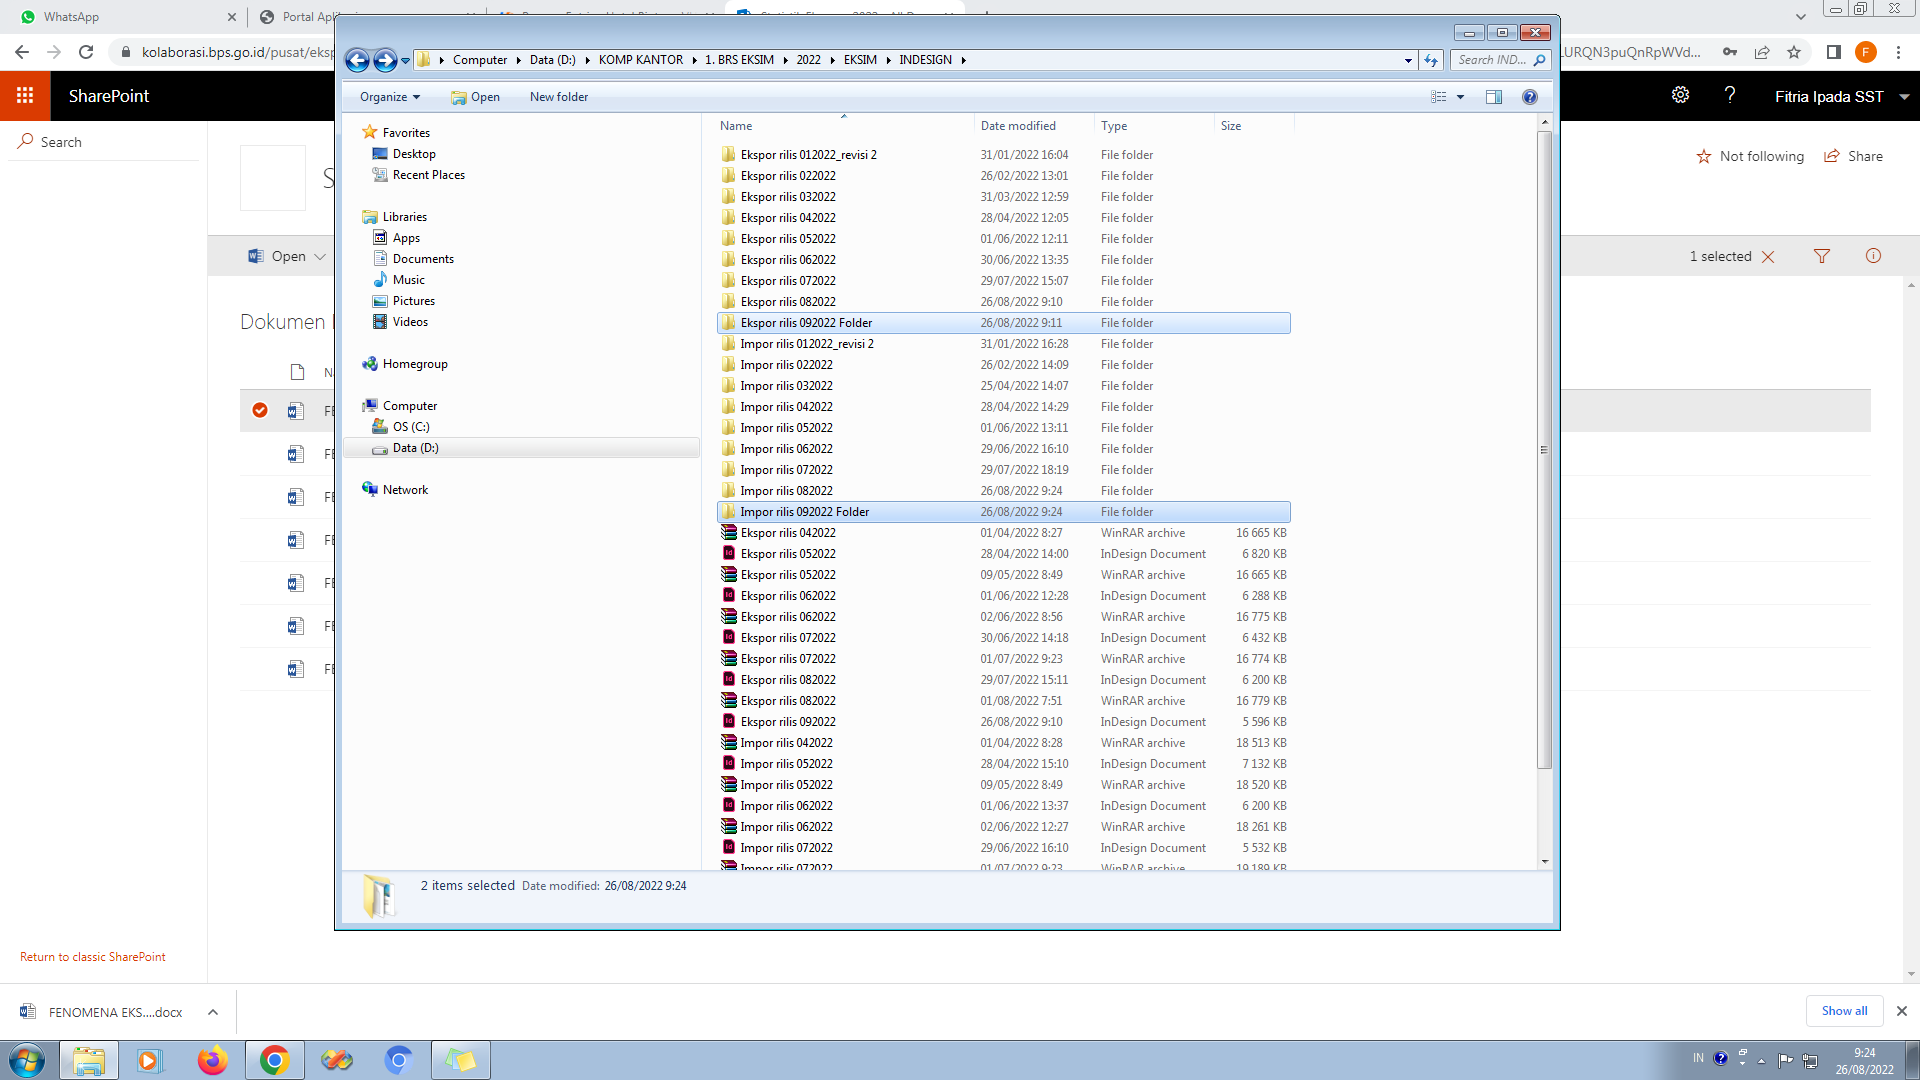 WhatsApp
Portal Aplikasi
kolaborasi.bps.go.id/pusat/eksp
URQN3puQnRpWVd...
F
SharePoint
Fitria Ipada SST
Search
Not following
Share
Open
1 selected
Dokumen
Computer
Data (D:)
KOMP KANTOR
1. BRS EKSIM
2022
EKSIM
INDESIGN
Search IND...
Organize
Open
New folder
Favorites
Desktop
Recent Places
Libraries
Apps
Documents
Music
Pictures
Videos
Homegroup
Computer
OS (C:)
Data (D:)
Network
Name Date modified Type Size
Ekspor rilis 012022_revisi 2 31/01/2022 16:04 File folder
Ekspor rilis 022022 26/02/2022 13:01 File folder
Ekspor rilis 032022 31/03/2022 12:59 File folder
Ekspor rilis 042022 28/04/2022 12:05 File folder
Ekspor rilis 052022 01/06/2022 12:11 File folder
Ekspor rilis 062022 30/06/2022 13:35 File folder
Ekspor rilis 072022 29/07/2022 15:07 File folder
Ekspor rilis 082022 26/08/2022 9:10 File folder
Ekspor rilis 092022 Folder 26/08/2022 9:11 File folder
Impor rilis 012022_revisi 2 31/01/2022 16:28 File folder
Impor rilis 022022 26/02/2022 14:09 File folder
Impor rilis 032022 25/04/2022 14:07 File folder
Impor rilis 042022 28/04/2022 14:29 File folder
Impor rilis 052022 01/06/2022 13:11 File folder
Impor rilis 062022 29/06/2022 16:10 File folder
Impor rilis 072022 29/07/2022 18:19 File folder
Impor rilis 082022 26/08/2022 9:24 File folder
Impor rilis 092022 Folder 26/08/2022 9:24 File folder
Ekspor rilis 042022 01/04/2022 8:27 WinRAR archive 16 665 KB
Ekspor rilis 052022 28/04/2022 14:00 InDesign Document 6 820 KB
Ekspor rilis 052022 09/05/2022 8:49 WinRAR archive 16 665 KB
Ekspor rilis 062022 01/06/2022 12:28 InDesign Document 6 288 KB
Ekspor rilis 062022 02/06/2022 8:56 WinRAR archive 16 775 KB
Ekspor rilis 072022 30/06/2022 14:18 InDesign Document 6 432 KB
Ekspor rilis 072022 01/07/2022 9:23 WinRAR archive 16 774 KB
Ekspor rilis 082022 29/07/2022 15:11 InDesign Document 6 200 KB
Ekspor rilis 082022 01/08/2022 7:51 WinRAR archive 16 779 KB
Ekspor rilis 092022 26/08/2022 9:10 InDesign Document 5 596 KB
Impor rilis 042022 01/04/2022 8:28 WinRAR archive 18 513 KB
Impor rilis 052022 28/04/2022 15:10 InDesign Document 7 132 KB
Impor rilis 052022 09/05/2022 8:49 WinRAR archive 18 520 KB
Impor rilis 062022 01/06/2022 13:37 InDesign Document 6 200 KB
Impor rilis 062022 02/06/2022 12:27 WinRAR archive 18 261 KB
Impor rilis 072022 29/06/2022 16:10 InDesign Document 5 532 KB
Impor rilis 072022 01/07/2022 9:23 WinRAR archive 19 189 KB
2 items selected Date modified: 26/08/2022 9:24
Return to classic SharePoint
FENOMENA EKS....docx
Show all
IN
9:24
26/08/2022